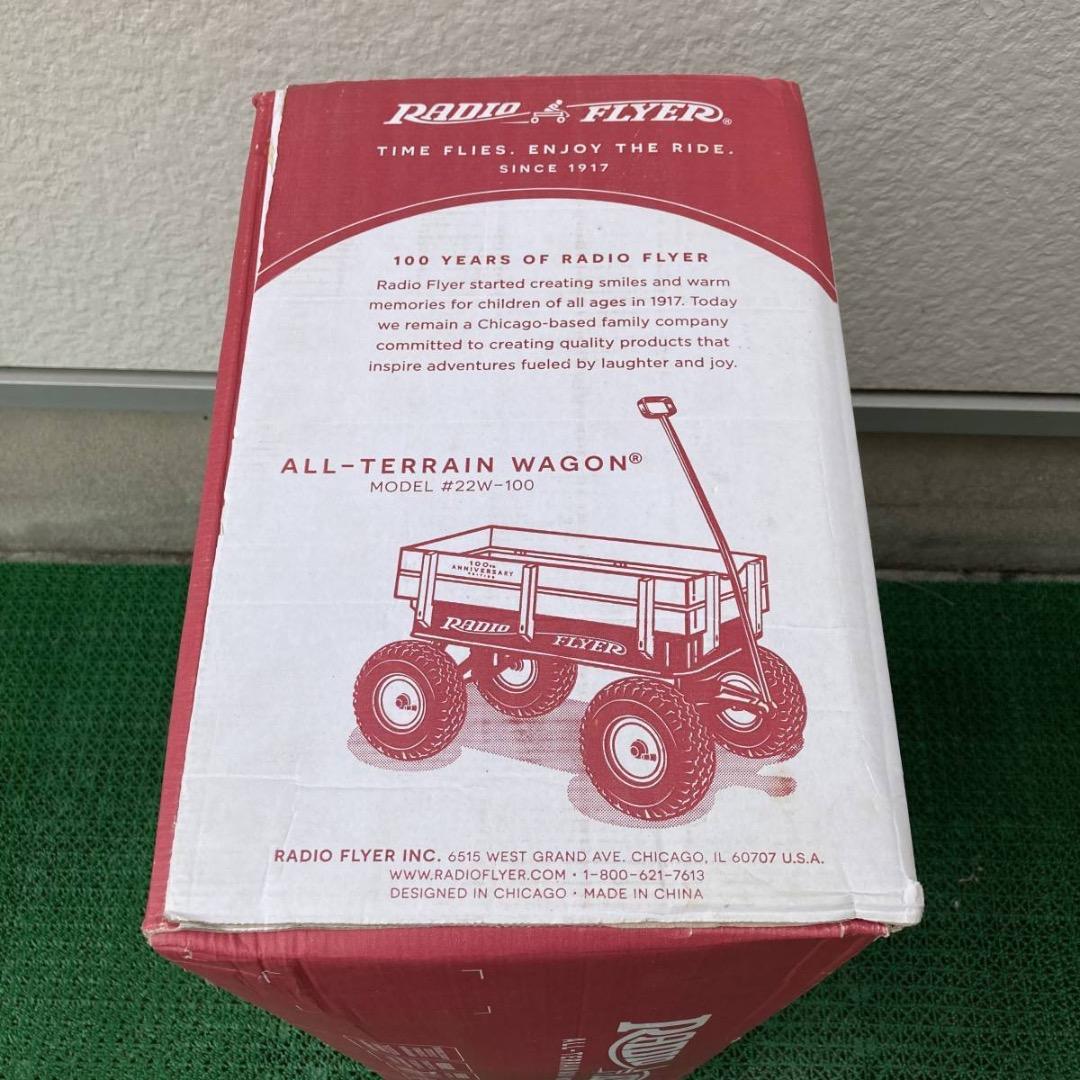 RADIO FLYER®
TIME FLIES. ENJOY THE RIDE.
SINCE 1917
100 YEARS OF RADIO FLYER
Radio Flyer started creating smiles and warm
memories for children of all ages in 1917. Today
we remain a Chicago-based family company
committed to creating quality products that
inspire adventures fueled by laughter and joy.
ALL-TERRAIN WAGON®
MODEL #22W-100
100TH
ANNIVERSARY
EDITION
RADIO FLYER
RADIO FLYER INC. 6515 WEST GRAND AVE. CHICAGO, IL 60707 U.S.A.
WWW.RADIOFLYER.COM · 1-800-621-7613
DESIGNED IN CHICAGO · MADE IN CHINA